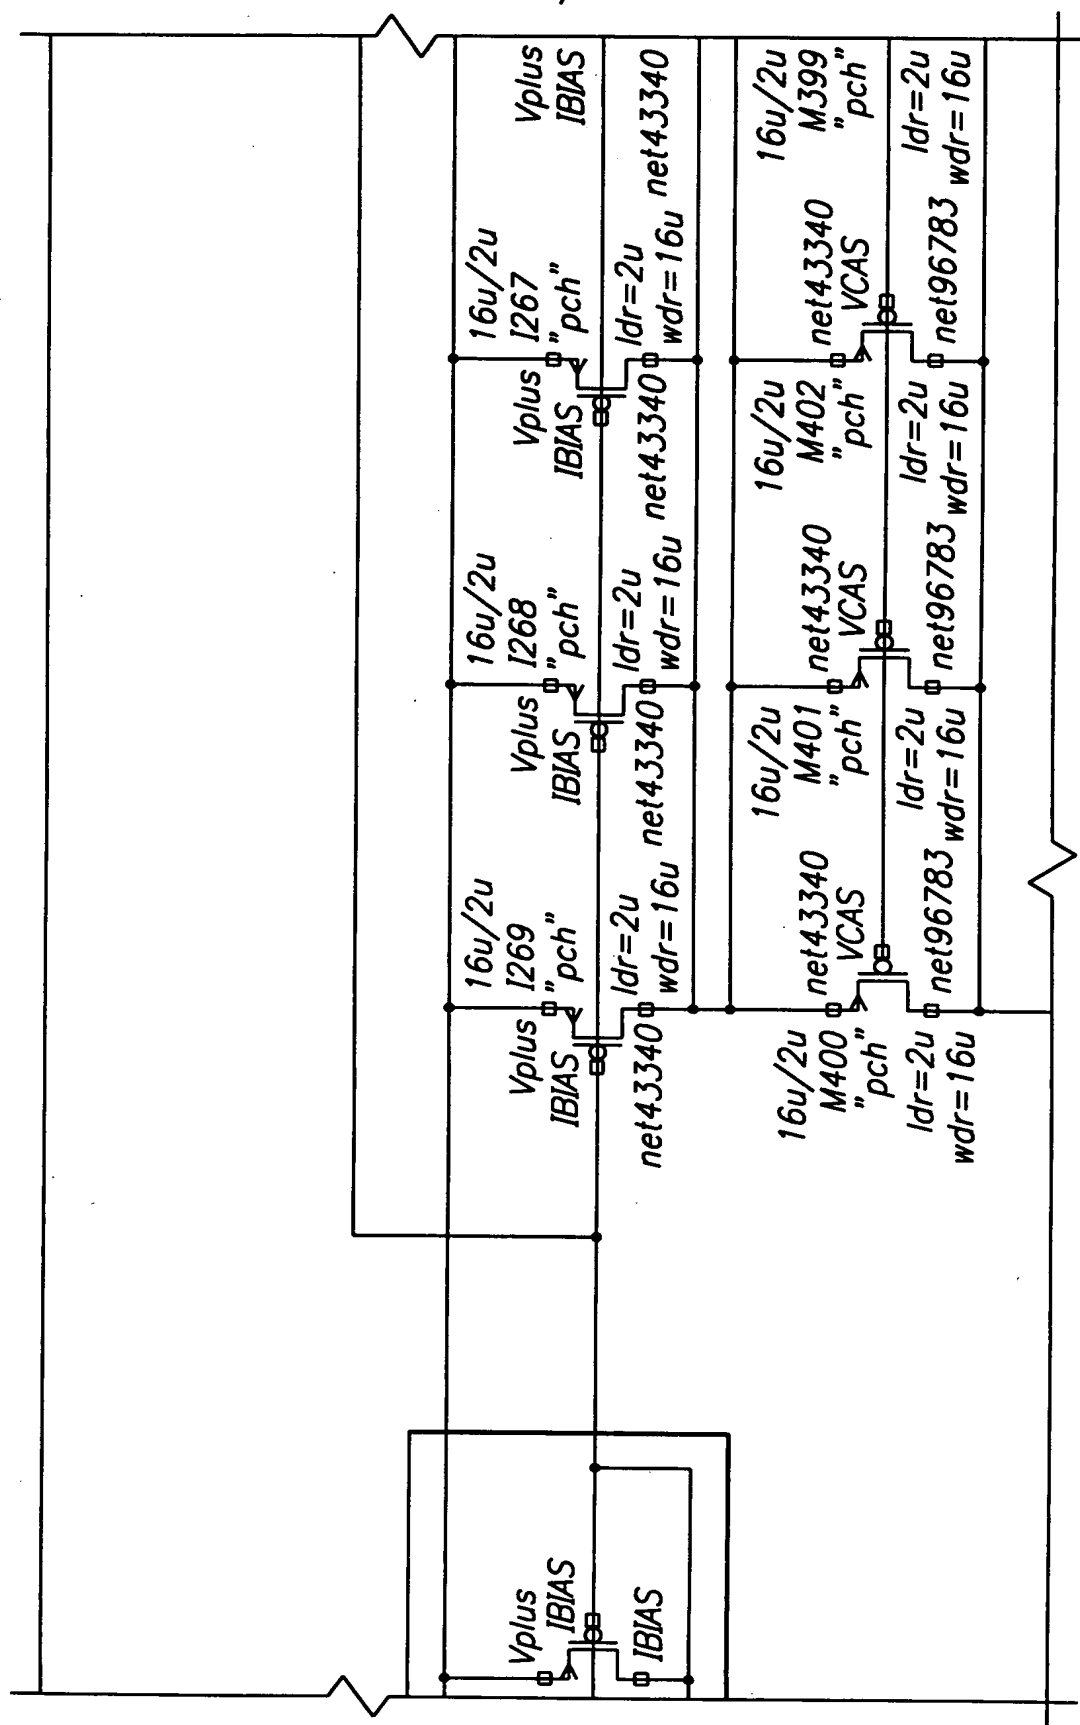 Vplus
IBIAS
IBIAS
Vplus
IBIAS
net43340
16u/2u
I269
"pch"
ldr=2u
wdr=16u
Vplus
IBIAS
net43340
16u/2u
I268
"pch"
ldr=2u
wdr=16u
Vplus
IBIAS
net43340
16u/2u
I267
"pch"
ldr=2u
wdr=16u
Vplus
IBIAS
net43340
16u/2u
M400
"pch"
ldr=2u
wdr=16u
net43340
VCAS
net96783
16u/2u
M401
"pch"
ldr=2u
wdr=16u
net43340
VCAS
net96783
16u/2u
M402
"pch"
ldr=2u
wdr=16u
net43340
VCAS
net96783
16u/2u
M399
"pch"
ldr=2u
wdr=16u